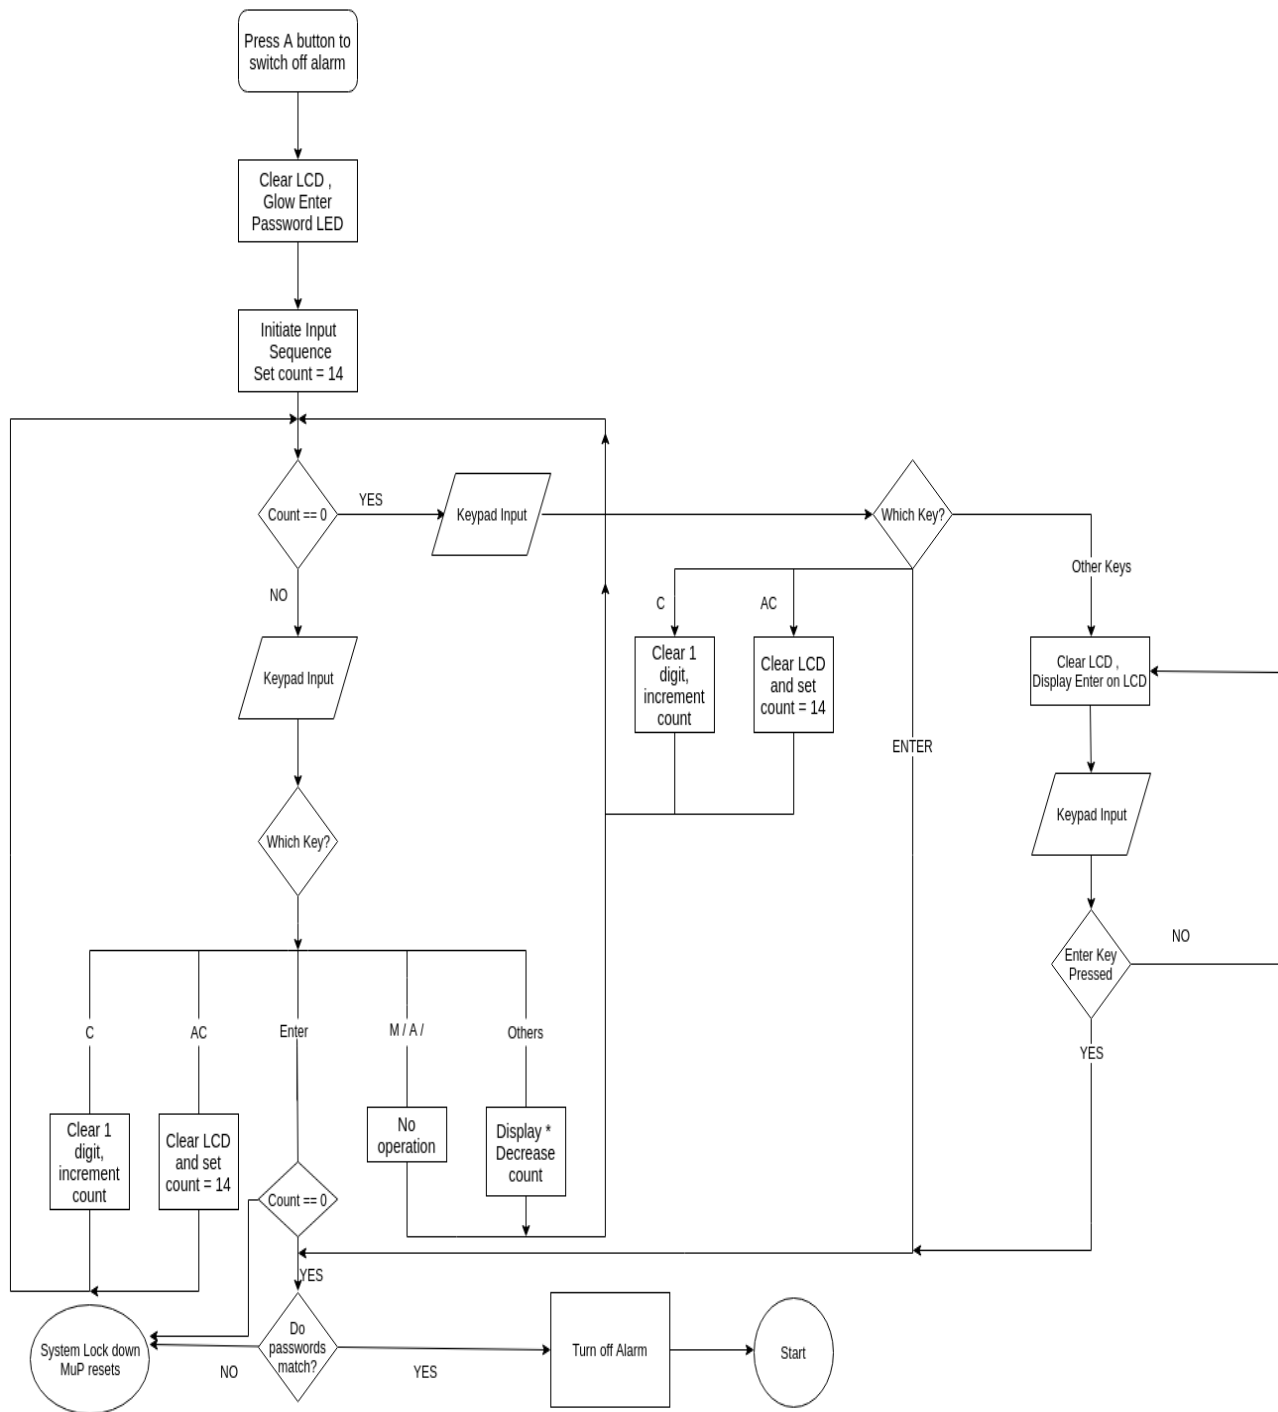 Press A button to
switch off alarm
Clear LCD ,
Glow Enter
Password LED
Initiate Input
Sequence
Set count = 14
Count == 0
YES
Keypad Input
Which Key?
Other Keys
NO
C
AC
Keypad Input
Clear 1
digit,
increment
count
Clear LCD
and set
count = 14
Clear LCD ,
Display Enter on LCD
ENTER
Keypad Input
Which Key?
Enter Key
Pressed
NO
YES
C
AC
Enter
M / A /
Others
Clear 1
digit,
increment
count
Clear LCD
and set
count = 14
Count == 0
No
operation
Display *
Decrease
count
YES
System Lock down
MuP resets
NO
Do
passwords
match?
YES
Turn off Alarm
Start